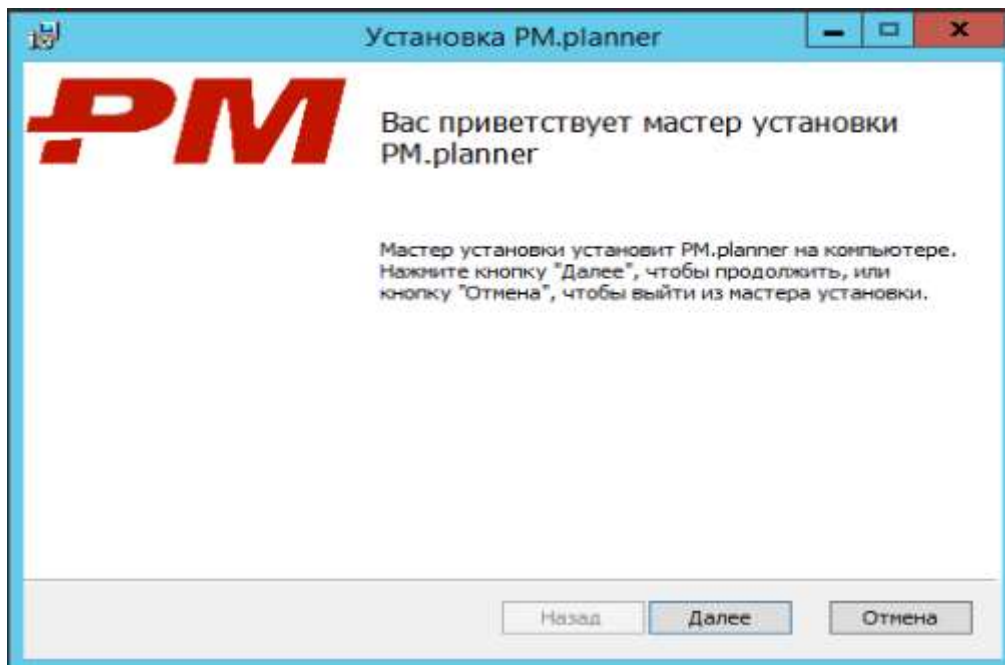 Установка PM.planner
PM
Вас приветствует мастер установки
PM.planner
Мастер установки установит PM.planner на компьютере.
Нажмите кнопку "Далее", чтобы продолжить, или
кнопку "Отмена", чтобы выйти из мастера установки.
Назад
Далее
Отмена